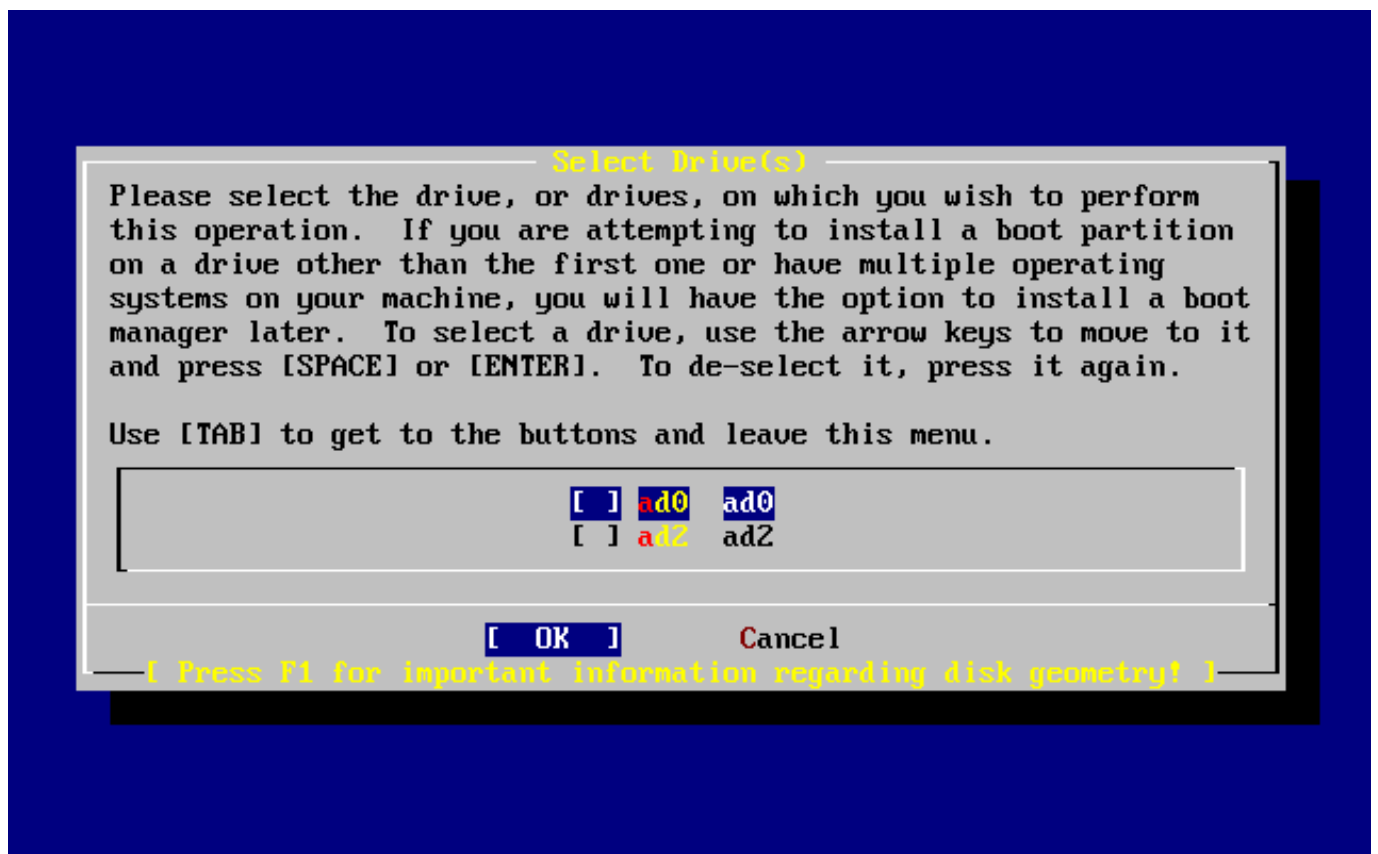 Select Drive(s)
Please select the drive, or drives, on which you wish to perform
this operation.  If you are attempting to install a boot partition
on a drive other than the first one or have multiple operating
systems on your machine, you will have the option to install a boot
manager later.  To select a drive, use the arrow keys to move to it
and press [SPACE] or [ENTER].  To de-select it, press it again.
Use [TAB] to get to the buttons and leave this menu.
[ ] ad0  ad0
[ ] ad2  ad2
[  OK  ]       Cancel
[ Press F1 for important information regarding disk geometry! ]